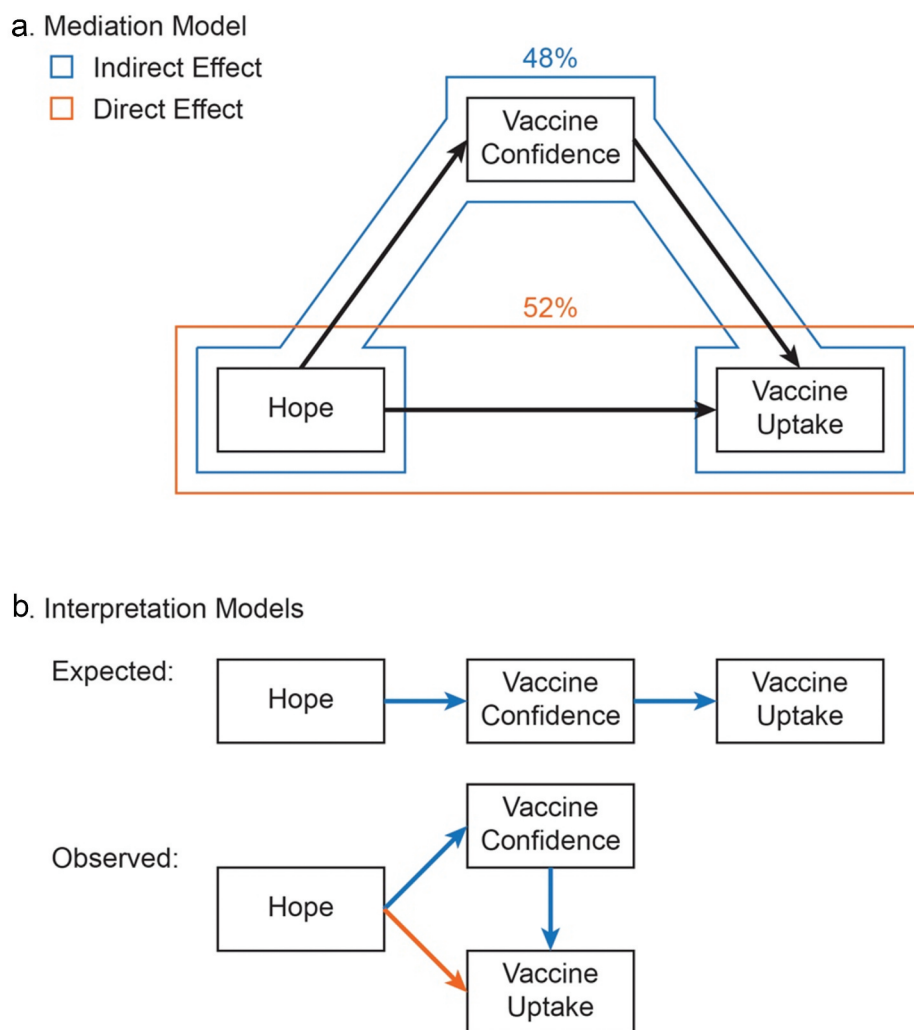 a. Mediation Model
Indirect Effect
Direct Effect
48%
Vaccine
Confidence
52%
Hope
Vaccine
Uptake
b. Interpretation Models
Expected:
Hope
Vaccine
Confidence
Vaccine
Uptake
Observed:
Vaccine
Confidence
Hope
Vaccine
Uptake